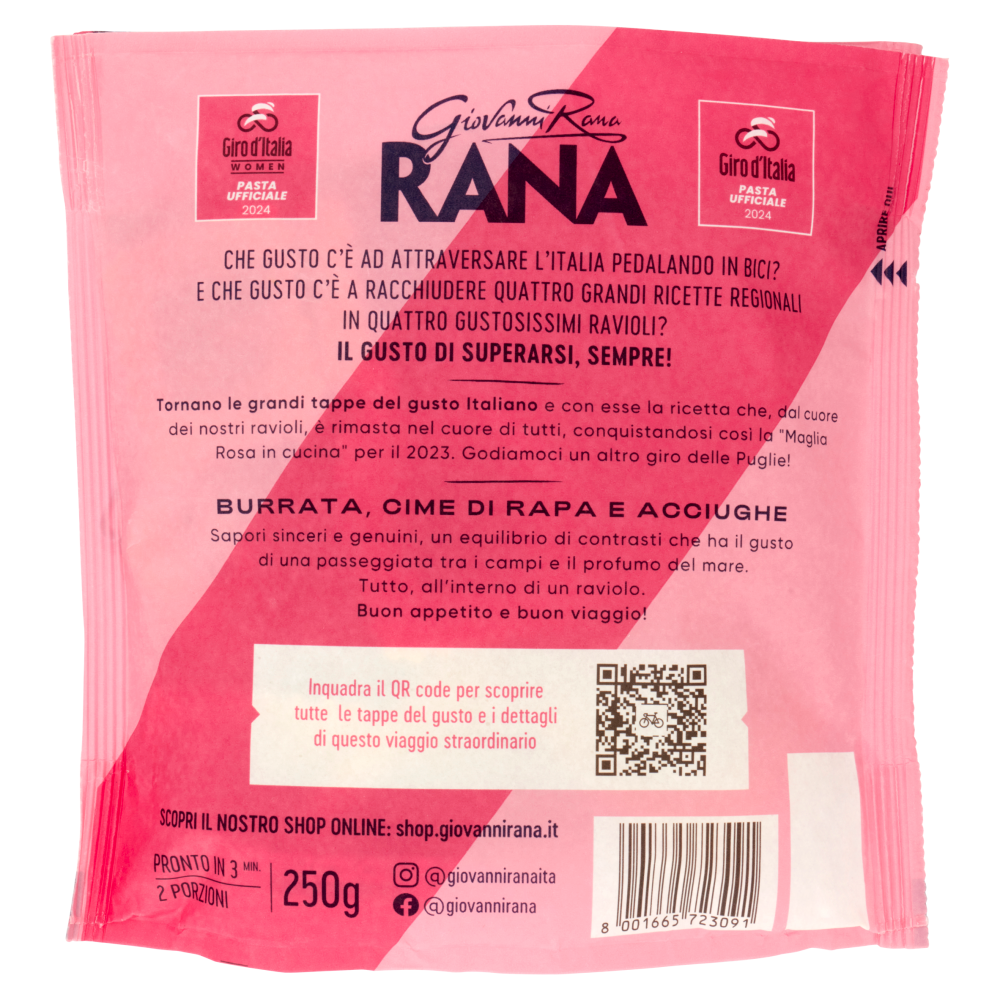 Giro d'Italia
WOMEN
PASTA
UFFICIALE
2024
Giovanni Rana
RANA
Giro d'Italia
PASTA
UFFICIALE
2024
APRIRE QUI
CHE GUSTO C'È AD ATTRAVERSARE L'ITALIA PEDALANDO IN BICI?
E CHE GUSTO C'È A RACCHIUDERE QUATTRO GRANDI RICETTE REGIONALI
IN QUATTRO GUSTOSISSIMI RAVIOLI?
IL GUSTO DI SUPERARSI, SEMPRE!
Tornano le grandi tappe del gusto Italiano e con esse la ricetta che, dal cuore
dei nostri ravioli, è rimasta nel cuore di tutti, conquistandosi così la "Maglia
Rosa in cucina" per il 2023. Godiamoci un altro giro delle Puglie!
BURRATA, CIME DI RAPA E ACCIUGHE
Sapori sinceri e genuini, un equilibrio di contrasti che ha il gusto
di una passeggiata tra i campi e il profumo del mare.
Tutto, all'interno di un raviolo.
Buon appetito e buon viaggio!
Inquadra il QR code per scoprire
tutte le tappe del gusto e i dettagli
di questo viaggio straordinario
SCOPRI IL NOSTRO SHOP ONLINE: shop.giovannirana.it
PRONTO IN 3 MIN.
2 PORZIONI
250g
@giovanniranaita
@giovannirana
8 001665 723091